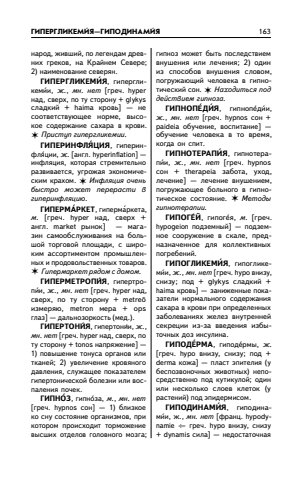 ГИПЕРГЛИКЕМИ́Я—ГИПОДИНАМИ́Я 163
народ, живший, по легендам древних греков, на Крайнем Севере;
2) наименование северян.
ГИПЕРГЛИКЕМИ́Я, гипергликеми́и, ж., мн. нет [греч. hyper
над, сверх, по ту сторону + glykys
сладкий + haima кровь] — не
соответствующее норме, высокое содержание сахара в крови.
✶ Приступ гипергликемии.
ГИПЕРИНФЛЯ́ЦИЯ, гиперинфля́ции, ж. [англ. hyperinflation] —
инфляция, которая стремительно
развивается, угрожая экономическим крахом. ✶ Инфляция очень
быстро может перерасти в
гиперинфляцию.
ГИПЕРМА́РКЕТ, гиперма́ркета,
м. [греч. hyper над, сверх +
англ. market рынок] — магазин самообслуживания на большой торговой площади, с широким ассортиментом промышленных и продовольственных товаров.
✶ Гипермаркет рядом с домом.
ГИПЕРМЕТРОПИ́Я, гиперметропи́и, ж., мн. нет [греч. hyper над,
сверх, по ту сторону + metreō
измеряю, metron мера + ops
глаз] — дальнозоркость (мед.).
ГИПЕРТОНИ́Я, гипертони́и, ж.,
мн. нет [греч. hyper над, сверх, по
ту сторону + tonos напряжение] —
1) повышение тонуса органов или
тканей; 2) увеличение кровяного
давления, служащее показателем
гипертонической болезни или воспаления почек.
ГИПНО́З, гипно́за, м., мн. нет
[греч. hypnos сон] — 1) близкое
ко сну состояние организма, при
котором происходит торможение
высших отделов головного мозга;
гипноз может быть последствием
внушения или лечения; 2) один
из способов внушения словом,
погружающий человека в гипнотический сон. ✶ Находиться под
действием гипноза.
ГИПНОПЕДИ́Я, гипнопе́дии,
ж., мн. нет [греч. hypnos сон +
paideia обучение, воспитание] —
обучение человека в то время,
когда он спит.
ГИПНОТЕРАПИ́Я, гипнотерапи́и, ж., мн. нет [греч. hypnos
сон + therapeia забота, уход,
лечение] — лечение внушением,
погружающее больного в гипнотическое состояние. ✶ Методы
гипнотерапии.
ГИПОГЕ́Й, гипоге́я, м. [греч.
hypogeion подземный] — подземное сооружение в скале, предназначенное для коллективных
погребений.
ГИПОГЛИКЕМИ́Я, гипогликеми́и, ж., мн. нет [греч. hypo внизу,
снизу; под + glykys сладкий +
haima кровь] — заниженные показатели нормального содержания
сахара в крови при определенных
заболеваниях желез внутренней
секреции из-за введения избыточных доз инсулина.
ГИПОДЕ́РМА, гиподе́рмы, ж.
[греч. hypo внизу, снизу; под +
derma кожа] — пласт эпителия (у
беспозвоночных животных) непосредственно под кутикулой; один
или несколько слоев клеток (у
растений) под эпидермисом.
ГИПОДИНАМИ́Я, гиподинами́и, ж., мн. нет [франц. hypodynamie ← греч. hypo внизу, снизу
+ dynamis сила] — недостаточная